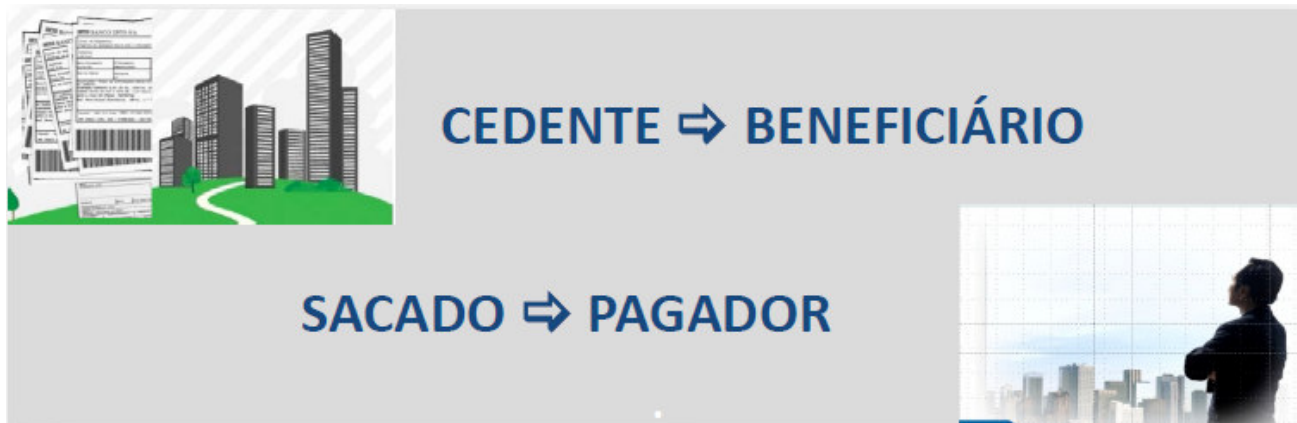 CEDENTE ⇨ BENEFICIÁRIO
SACADO ⇨ PAGADOR